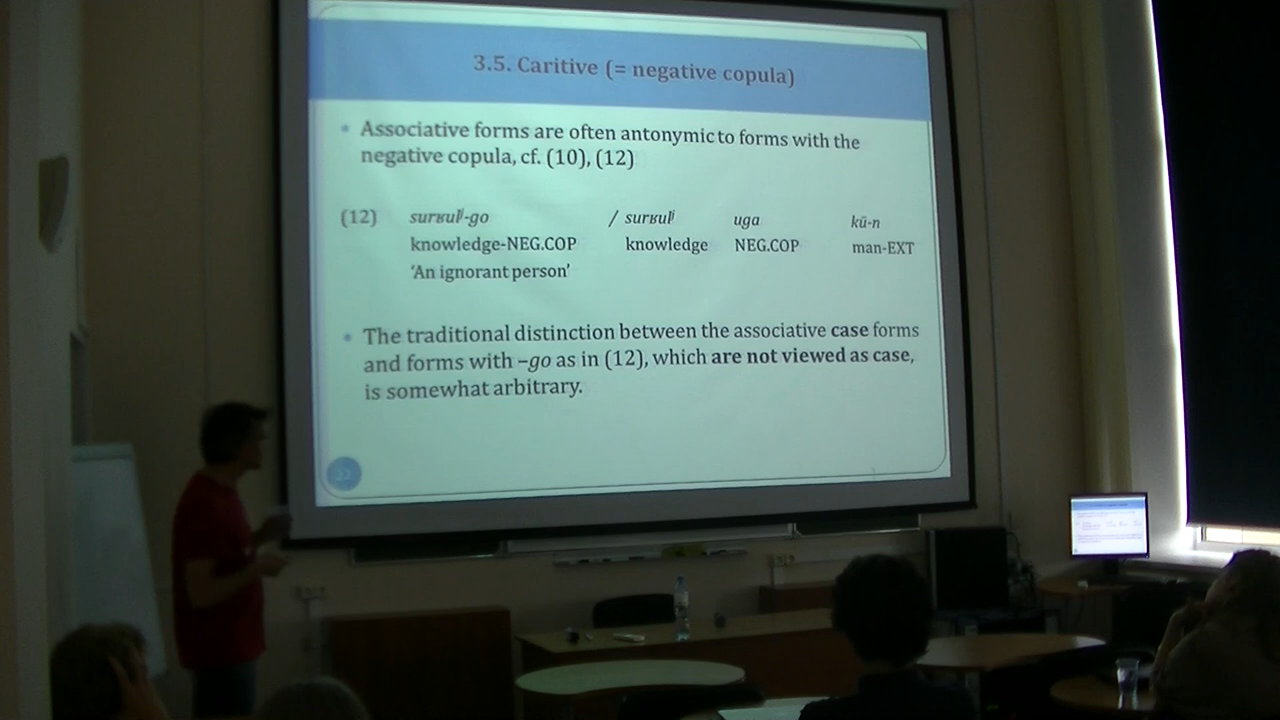 3.5. Caritive (= negative copula)
• Associative forms are often antonymic to forms with the
negative copula, cf. (10), (12)
(12) surʁulʲ-go / surʁulʲ uga kü-n
knowledge-NEG.COP knowledge NEG.COP man-EXT
'An ignorant person'
• The traditional distinction between the associative case forms
and forms with –go as in (12), which are not viewed as case,
is somewhat arbitrary.